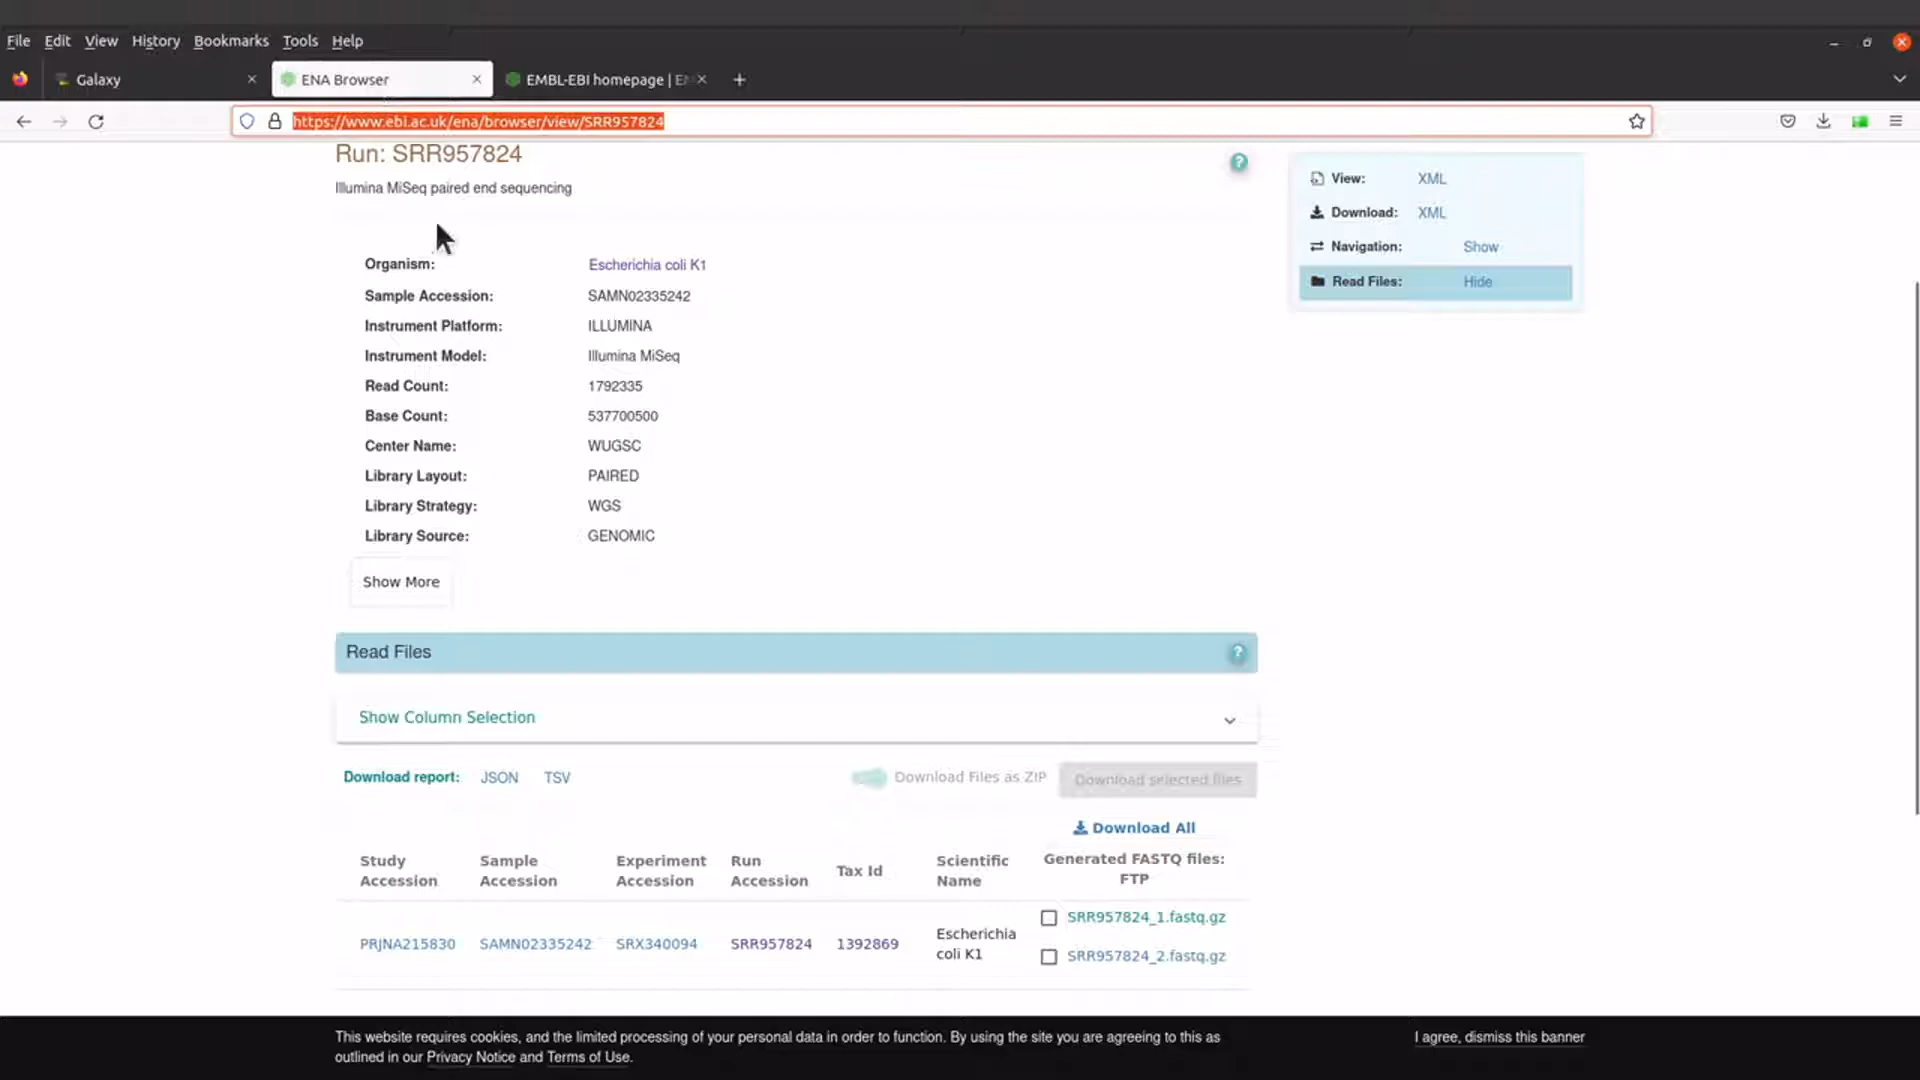 File Edit View History Bookmarks Tools Help
Galaxy
ENA Browser
EMBL-EBI homepage | E
https://www.ebi.ac.uk/ena/browser/view/SRR957824
Run: SRR957824
Illumina MiSeq paired end sequencing
Organism: Escherichia coli K1
Sample Accession: SAMN02335242
Instrument Platform: ILLUMINA
Instrument Model: Illumina MiSeq
Read Count: 1792335
Base Count: 537700500
Center Name: WUGSC
Library Layout: PAIRED
Library Strategy: WGS
Library Source: GENOMIC
Show More
View: XML
Download: XML
Navigation: Show
Read Files: Hide
Read Files
Show Column Selection
Download report: JSON TSV
Download Files as ZIP
Download selected files
Download All
Study Accession
Sample Accession
Experiment Accession
Run Accession
Tax Id
Scientific Name
Generated FASTQ files: FTP
PRJNA215830 SAMN02335242 SRX340094 SRR957824 1392869
Escherichia coli K1
SRR957824_1.fastq.gz
SRR957824_2.fastq.gz
This website requires cookies, and the limited processing of your personal data in order to function. By using the site you are agreeing to this as
outlined in our Privacy Notice and Terms of Use.
I agree, dismiss this banner